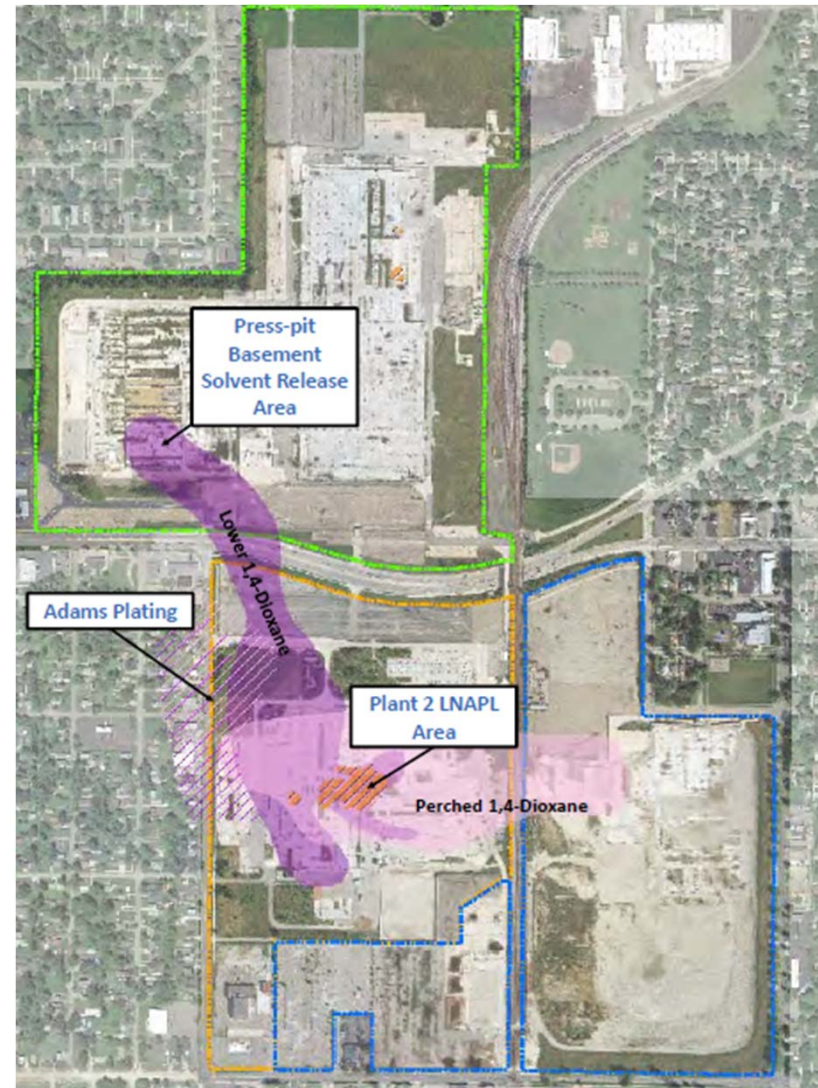 Press-pit
Basement
Solvent Release
Area
Lower 1,4-Dioxane
Adams Plating
Plant 2 LNAPL
Area
Perched 1,4-Dioxane